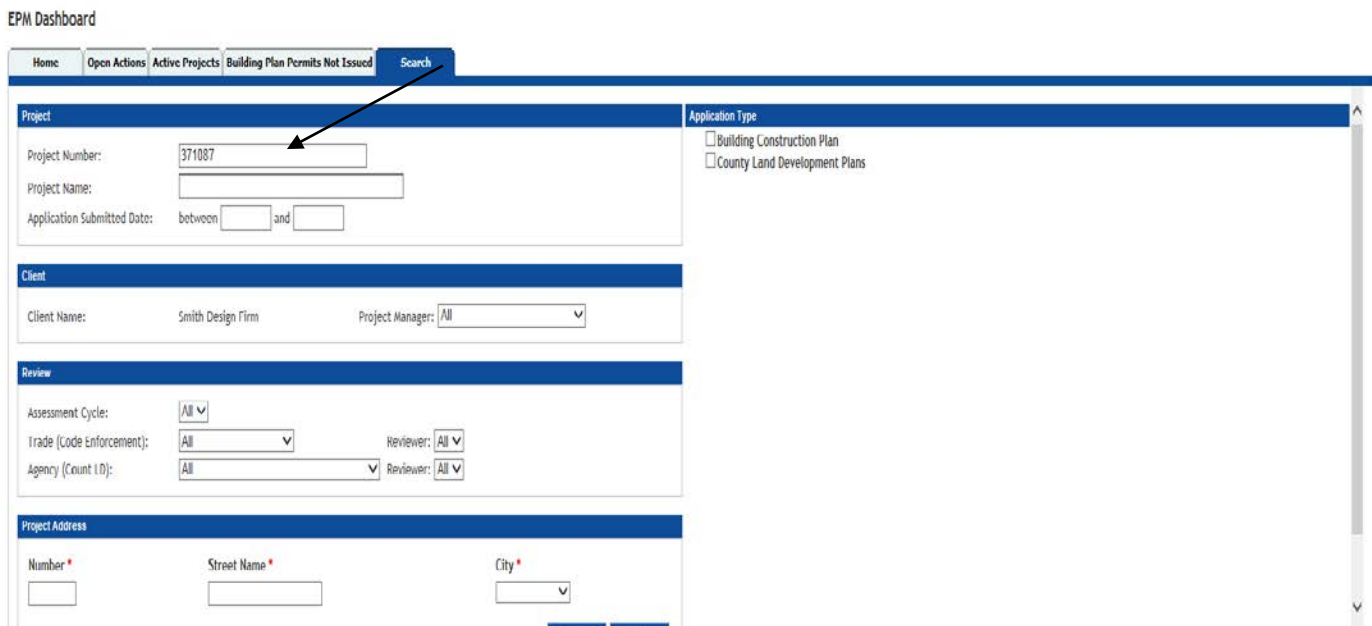 EPM Dashboard
Home Open Actions Active Projects Building Plan Permits Not Issued Search
Project
Project Number: 371087
Project Name:
Application Submitted Date: between and
Client
Client Name: Smith Design Firm Project Manager: All
Review
Assessment Cycle: All
Trade (Code Enforcement): All Reviewer: All
Agency (Count LD): All Reviewer: All
Project Address
Number * Street Name * City *
Application Type
Building Construction Plan
County Land Development Plans